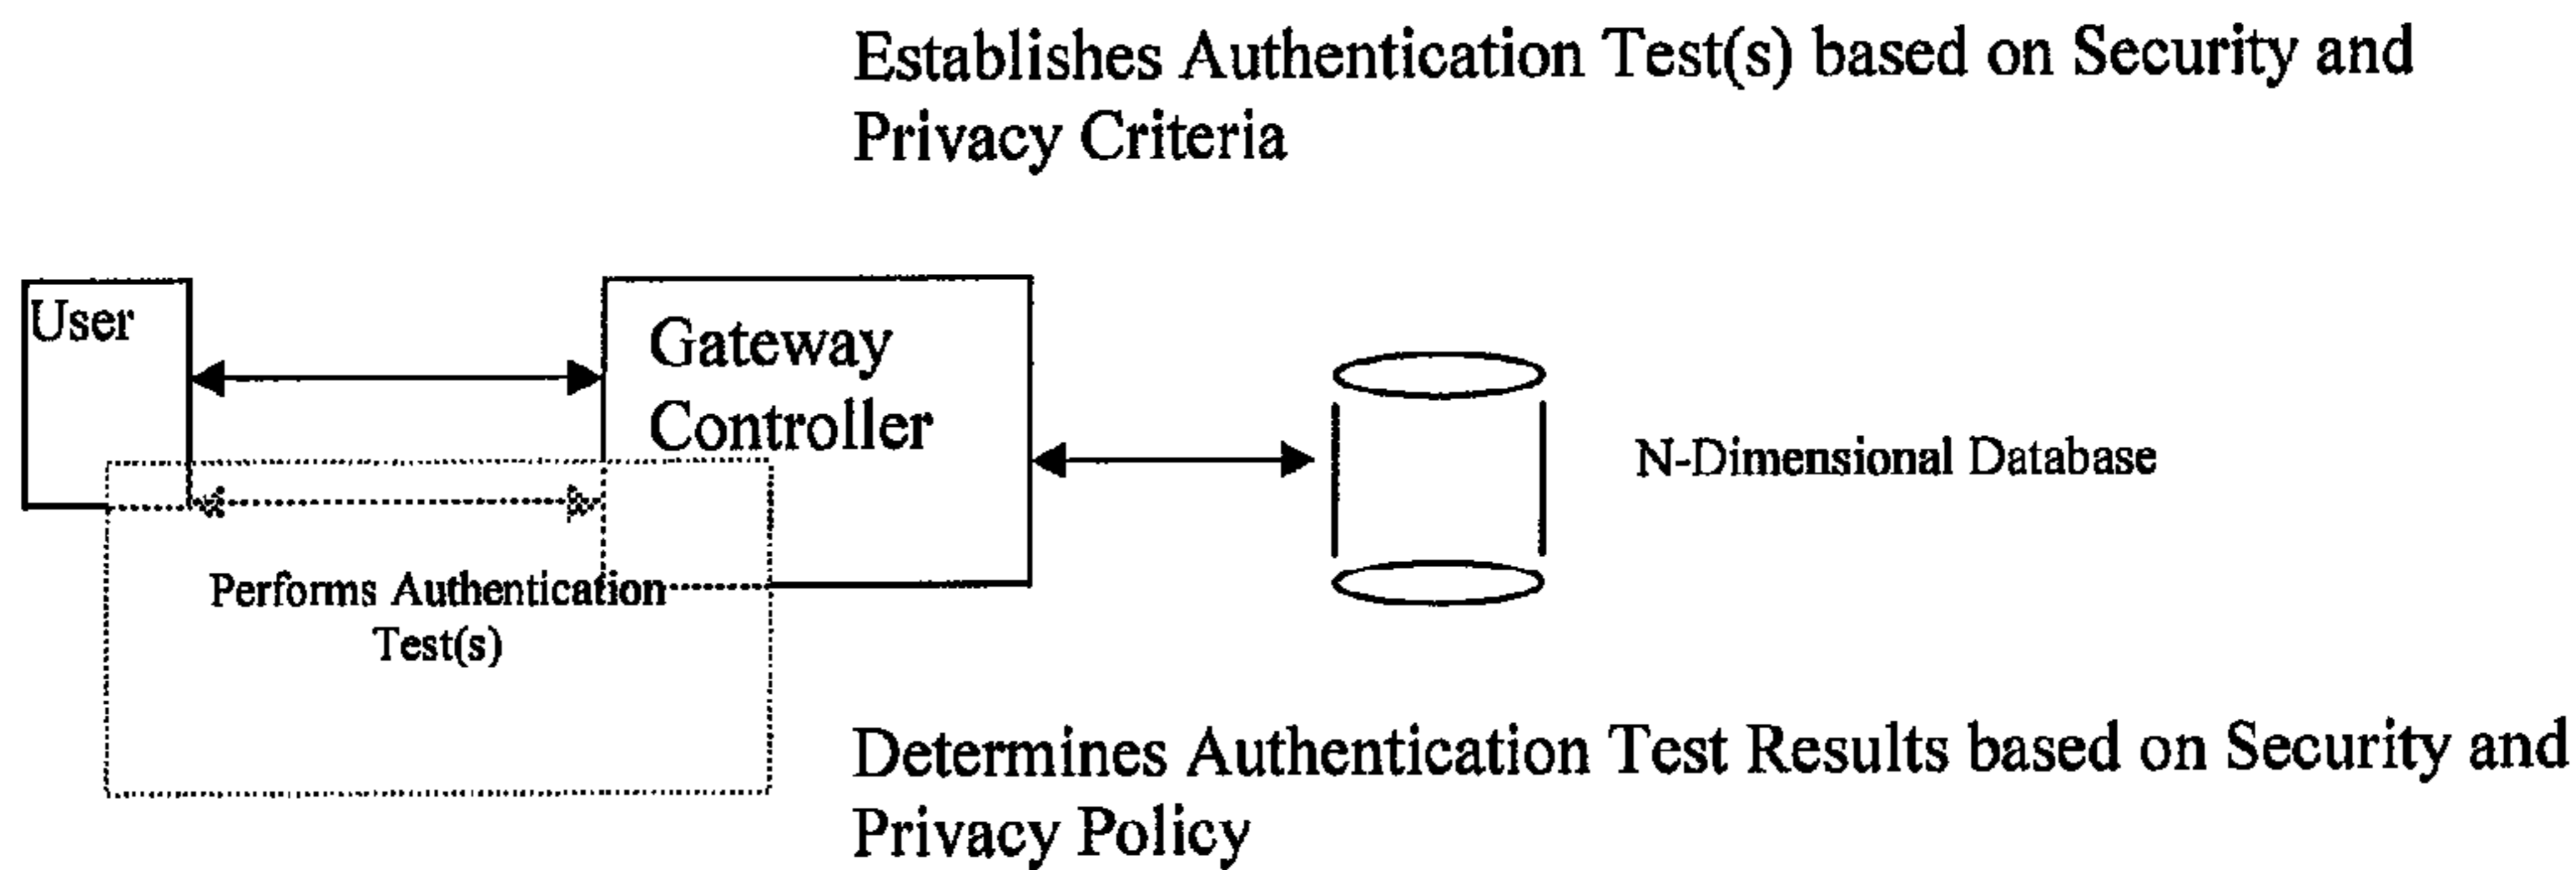 Establishes Authentication Test(s) based on Security and
Privacy Criteria
User
Gateway
Controller
N-Dimensional Database
Performs Authentication
Test(s)
Determines Authentication Test Results based on Security and
Privacy Policy